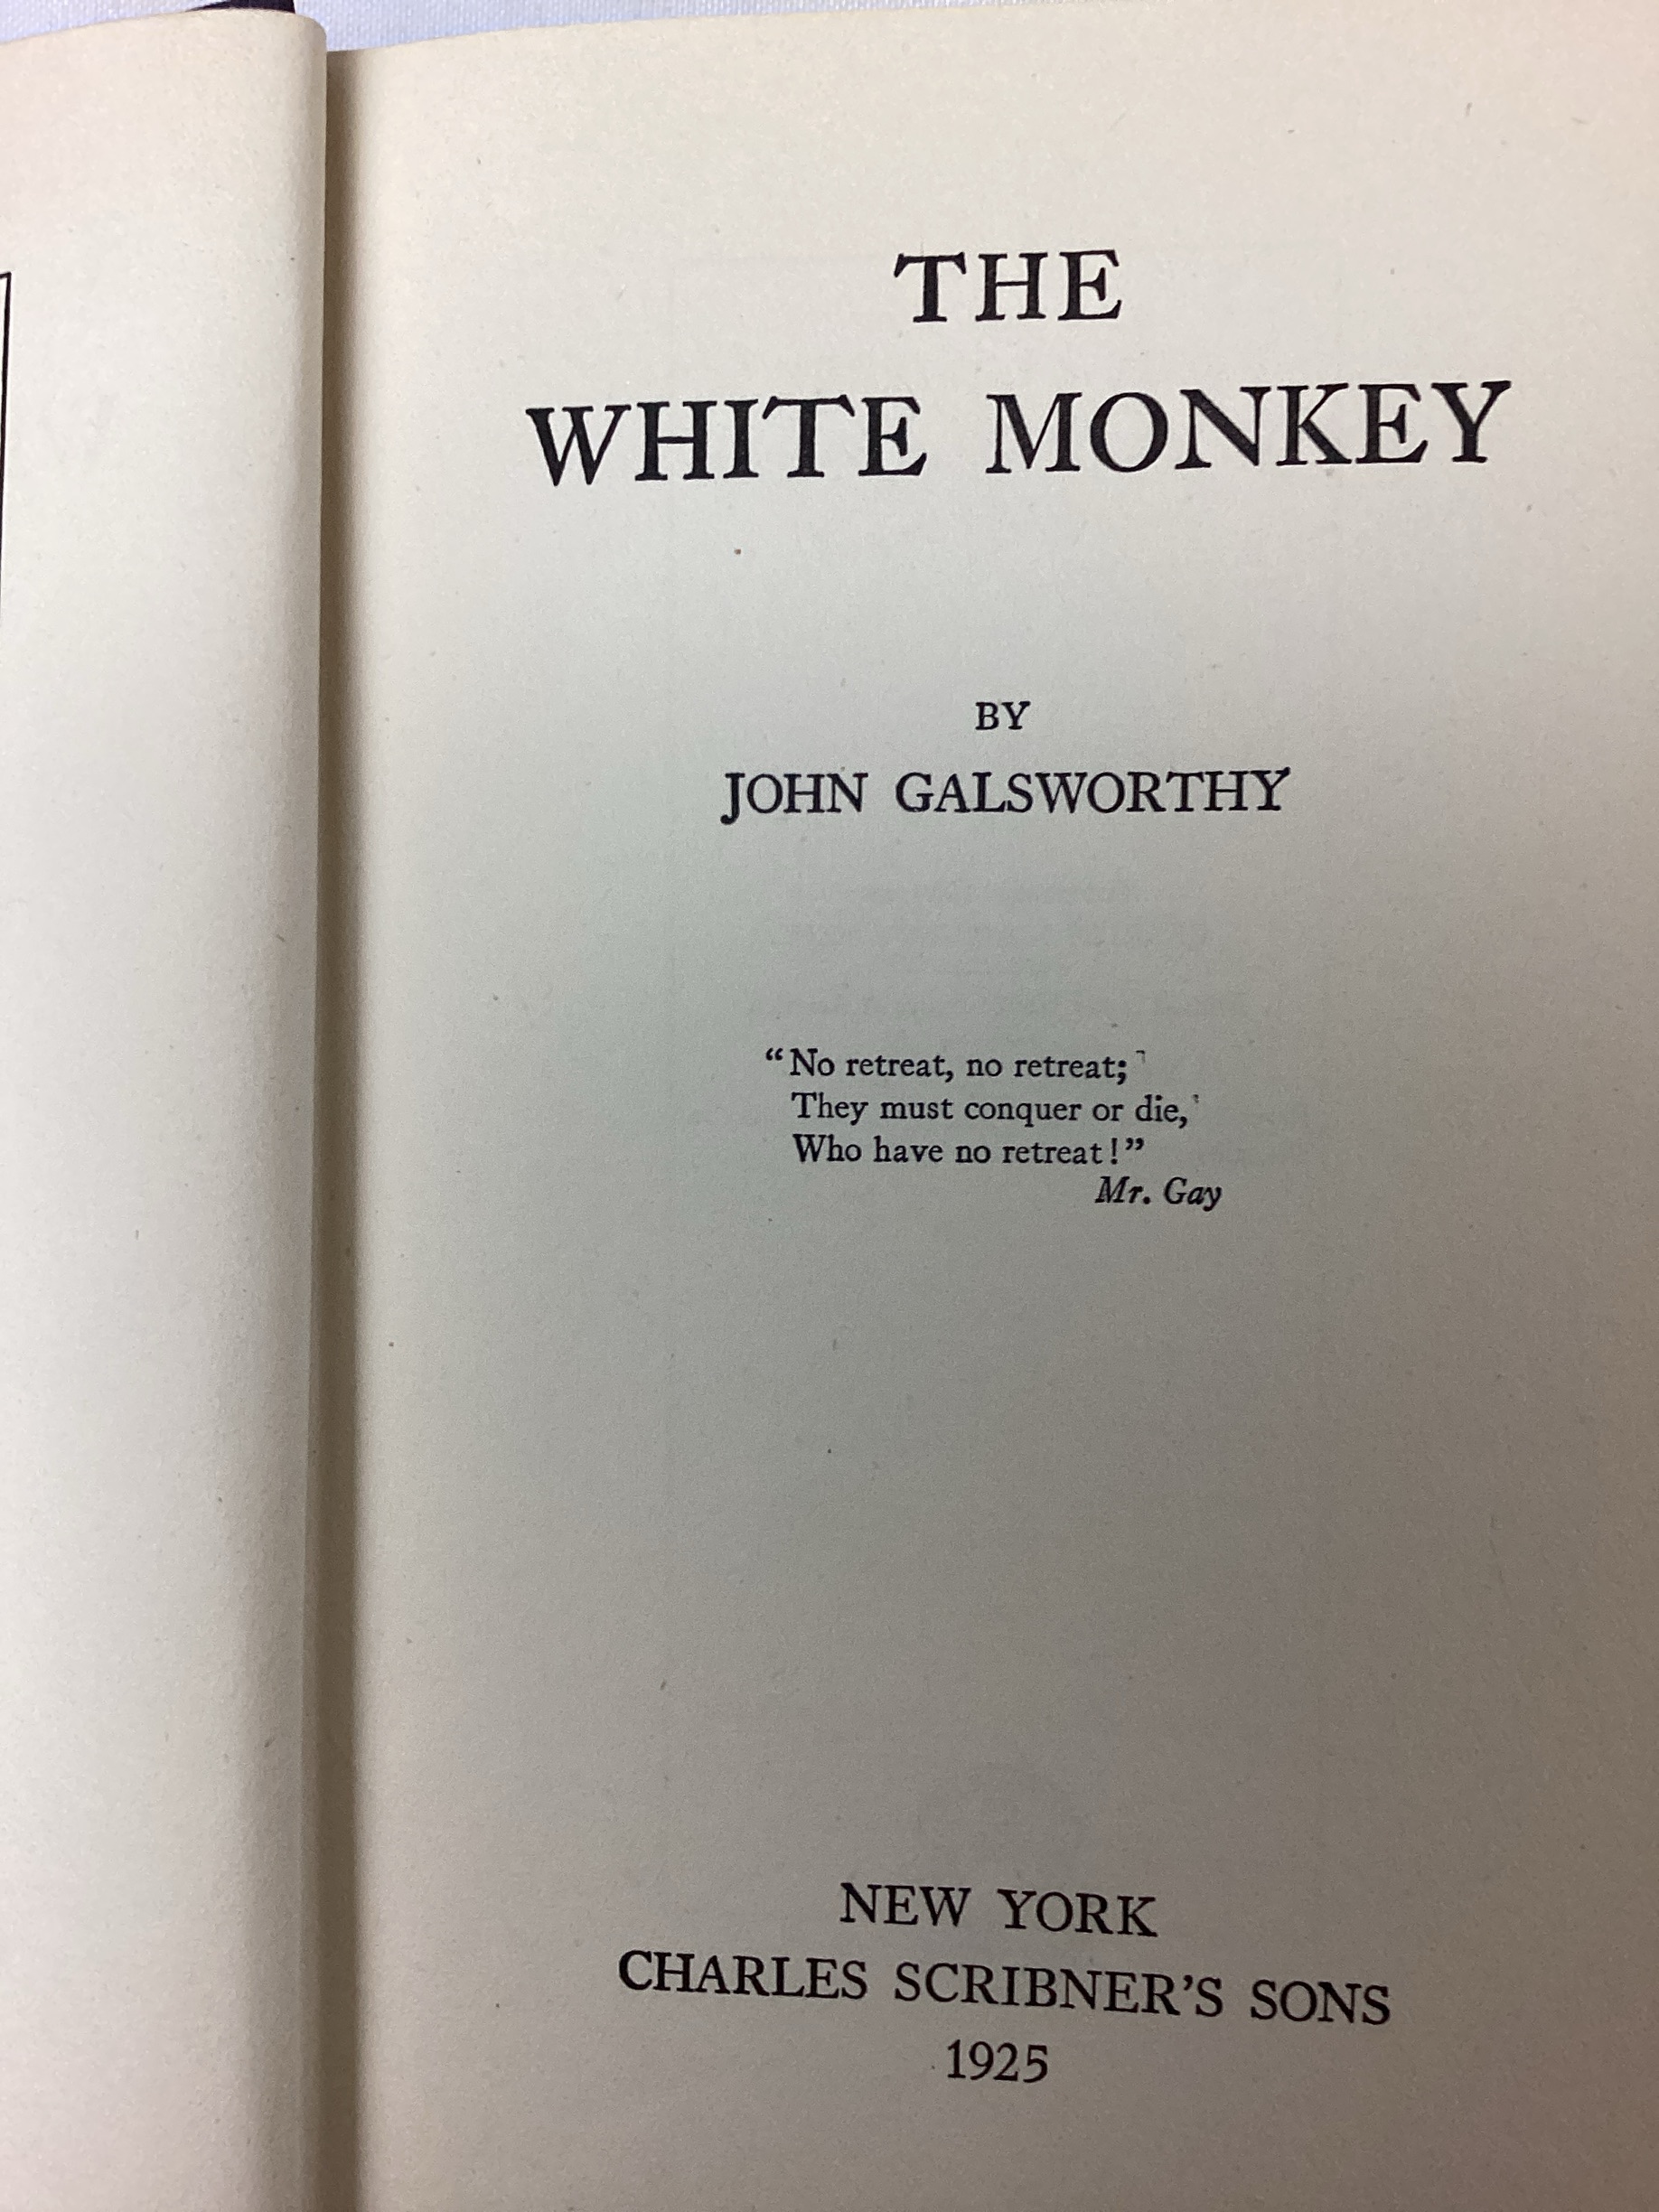 THE
WHITE MONKEY
BY
JOHN GALSWORTHY
“No retreat, no retreat;
They must conquer or die,
Who have no retreat!”
Mr. Gay
NEW YORK
CHARLES SCRIBNER’S SONS
1925